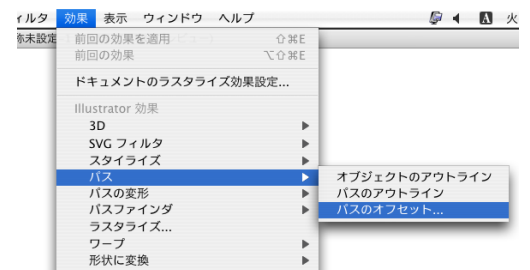 ィルタ 効果 表示 ウィンドウ ヘルプ A 火
称未設定
前回の効果を適用 ⇧⌘E
前回の効果 ⌥⇧⌘E
ドキュメントのラスタライズ効果設定...
Illustrator 効果
3D
SVG フィルタ
スタイライズ
パス
オブジェクトのアウトライン
パスの変形
パスのアウトライン
パスファインダ
パスのオフセット...
ラスタライズ...
ワープ
形状に変換